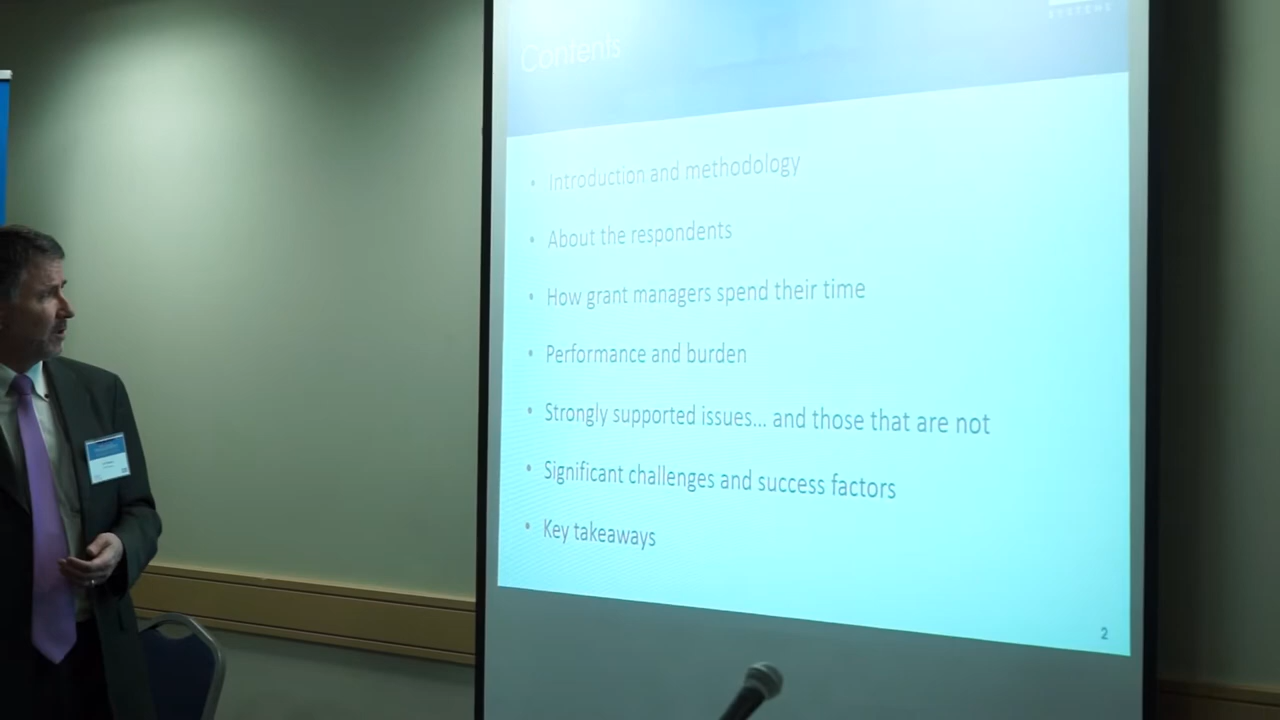 Contents
• Introduction and methodology
• About the respondents
• How grant managers spend their time
• Performance and burden
• Strongly supported issues... and those that are not
• Significant challenges and success factors
• Key takeaways
2